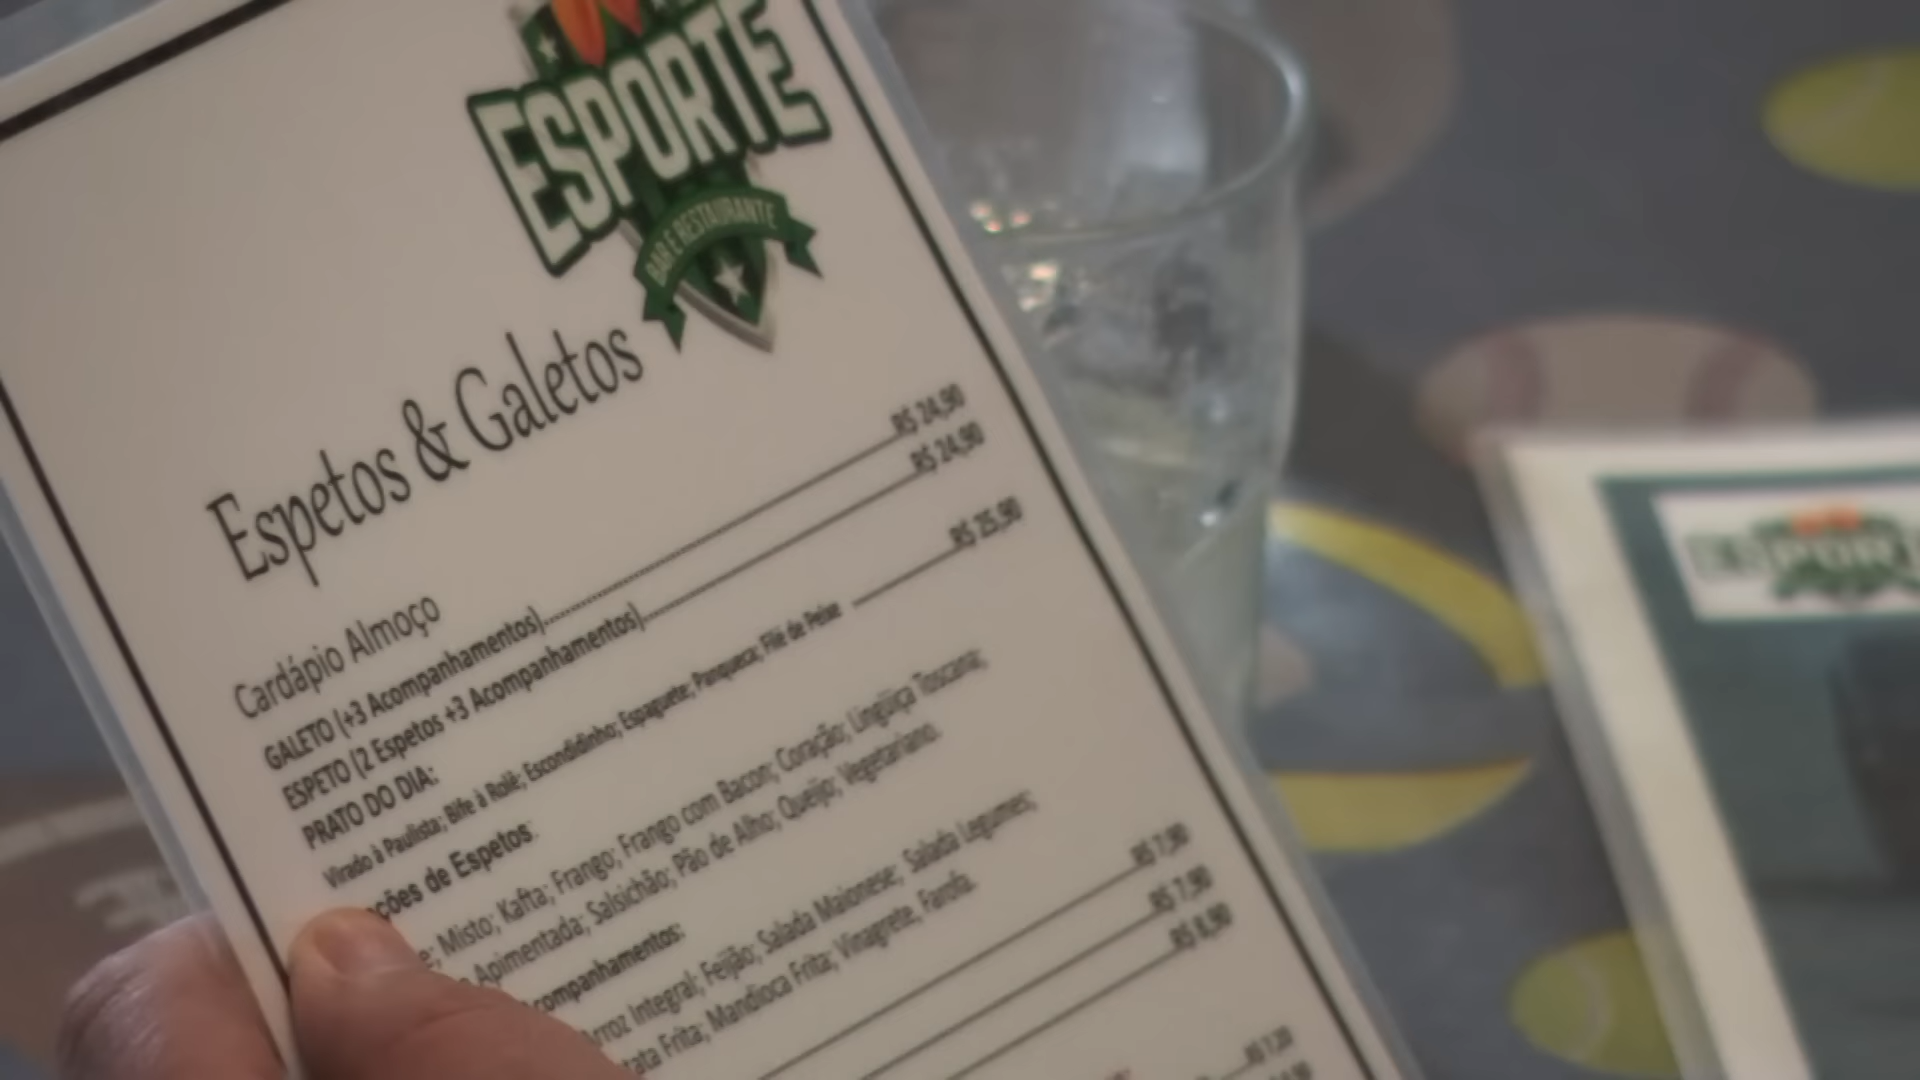 ESPORTE
BAR E RESTAURANTE
Espetos & Galetos
Cardápio Almoço
GALETO (+3 Acompanhamentos) R$ 24,90
ESPETO (2 Espetos +3 Acompanhamentos) R$ 24,90
PRATO DO DIA:
Virado à Paulista; Bife à Rolê; Escondidinho; Espaguete; Panqueca; Filé de Peixe R$ 25,90
ções de Espetos:
e; Misto; Kafta; Frango; Frango com Bacon; Coração; Lingüiça Toscana;
Apimentada; Salsichão; Pão de Alho; Queijo; Vegetariano.
companhamentos:
Arroz Integral; Feijão; Salada Maionese; Salada Legumes;
tata Frita; Mandioca Frita; Vinagrete, Farofa.
R$ 7,90
R$ 7,90
R$ 8,90